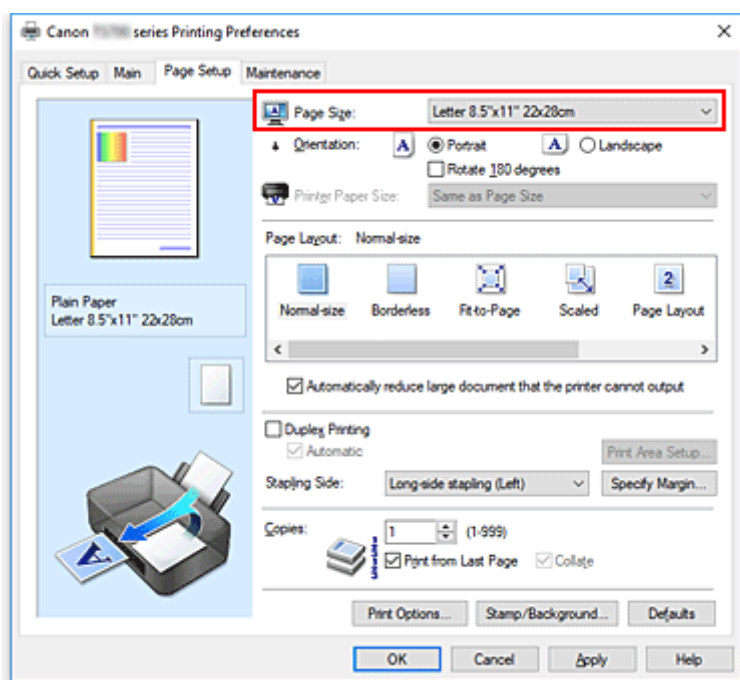 Canon series Printing Preferences
Quick Setup Main Page Setup Maintenance
Page Size: Letter 8.5"x11" 22x28cm
Orientation: A Portrait A Landscape
Rotate 180 degrees
Printer Paper Size: Same as Page Size
Page Layout: Normal-size
2
Normal-size Borderless Fit-to-Page Scaled Page Layout
Plain Paper
Letter 8.5"x11" 22x28cm
Automatically reduce large document that the printer cannot output
Duplex Printing
Automatic Print Area Setup...
Stapling Side: Long-side stapling (Left) Specify Margin...
Copies: 1 (1-999)
Print from Last Page Collate
A
Print Options... Stamp/Background... Defaults
OK Cancel Apply Help